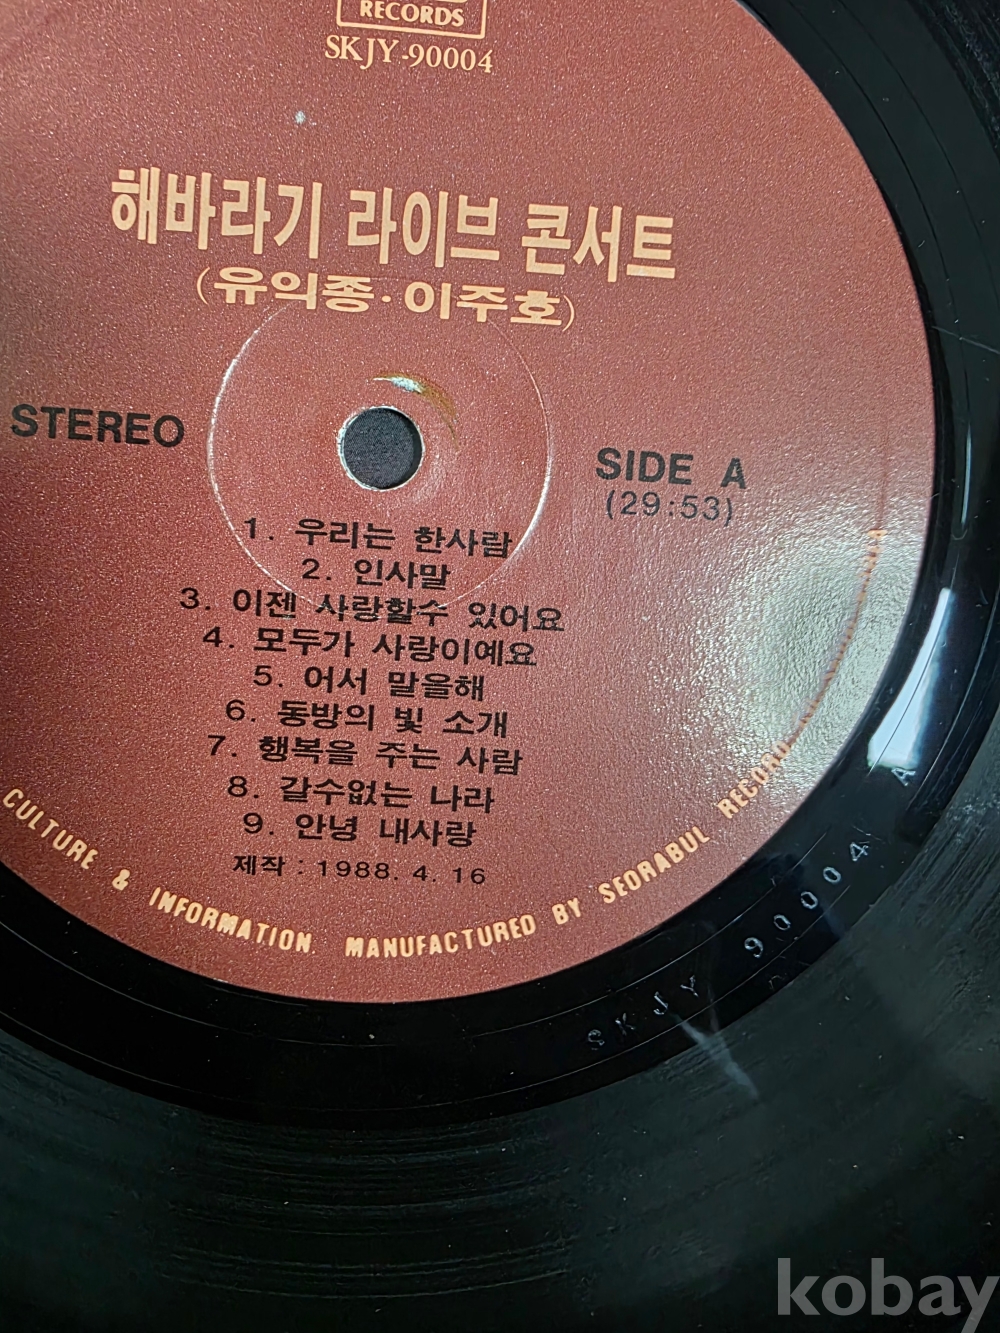 RECORDS
SKJY-90004
해바라기 라이브 콘서트
(유익종·이주호)
STEREO
SIDE A
(29:53)
1. 우리는 한사람
2. 인사말
3. 이젠 사랑할수 있어요
4. 모두가 사랑이예요
5. 어서 말을해
6. 동방의 빛 소개
7. 행복을 주는 사람
8. 갈수없는 나라
9. 안녕 내사랑
제작 : 1988. 4. 16
CULTURE & INFORMATION. MANUFACTURED BY SEORABUL RECORD
SKJY 90004 A
kobay